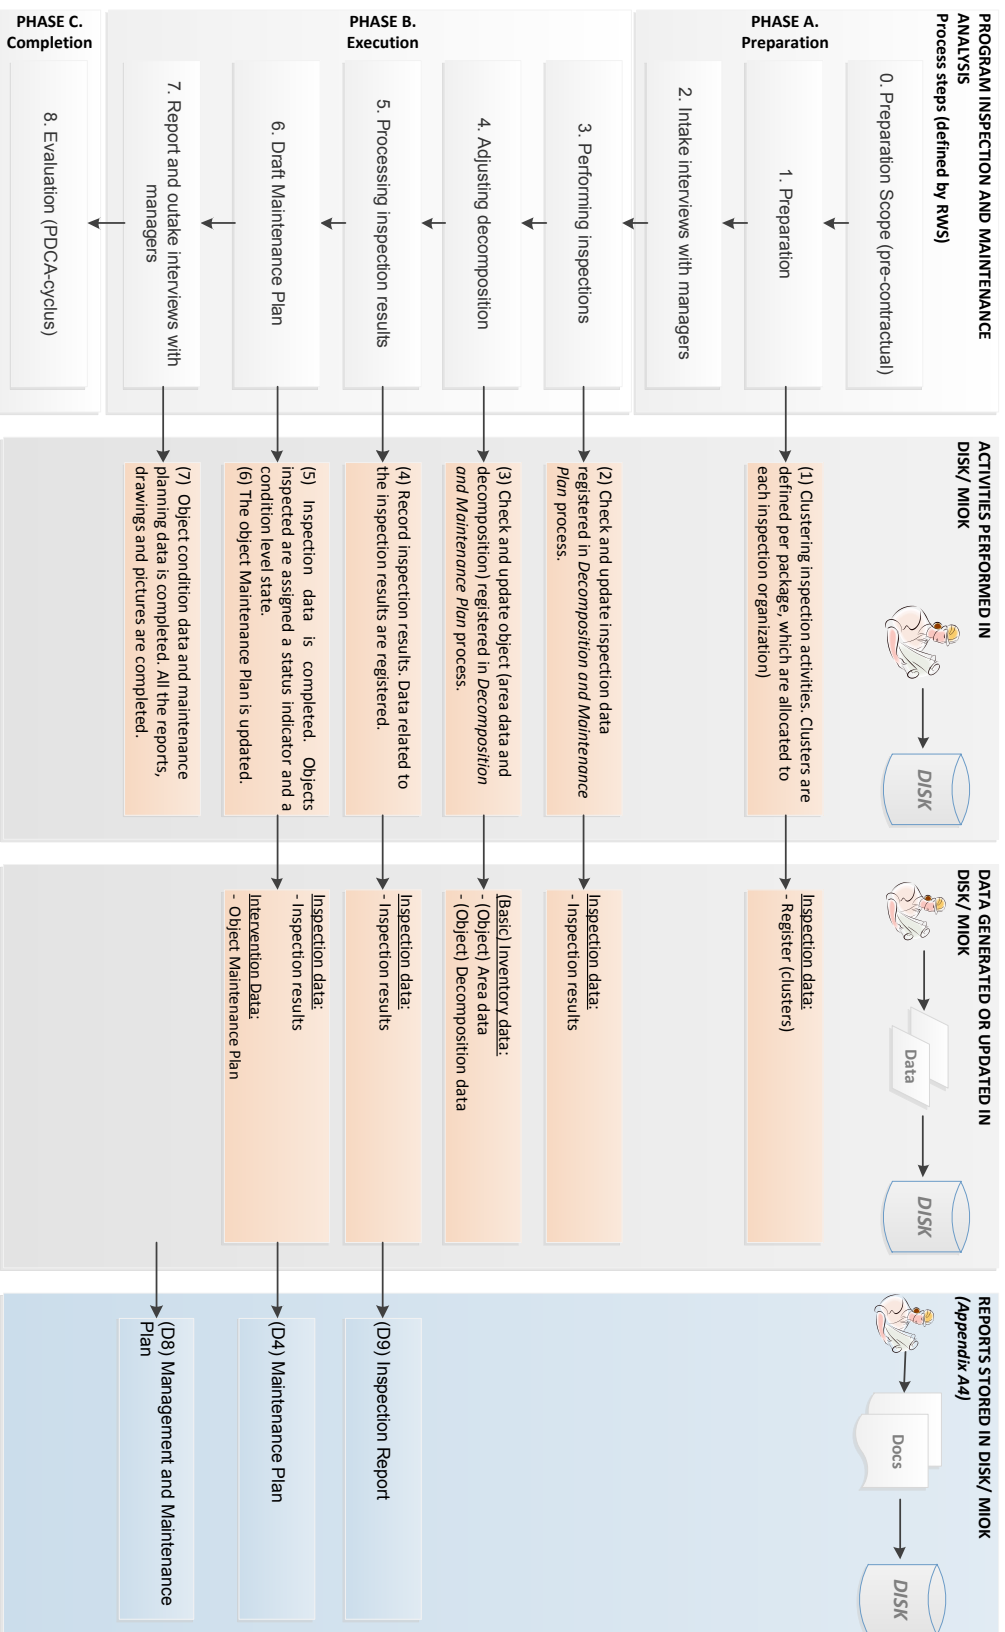 PROGRAM INSPECTION AND MAINTENANCE
ANALYSIS
Process steps (defined by RWS)
PHASE A.
Preparation
0. Preparation Scope (pre-contractual)
1. Preparation
2. Intake interviews with managers
PHASE B.
Execution
3. Performing inspections
4. Adjusting decomposition
5. Processing inspection results
6. Draft Maintenance Plan
7. Report and outake interviews with
managers
PHASE C.
Completion
8. Evaluation (PDCA-cyclus)
ACTIVITIES PERFORMED IN
DISK/ MIOK
DISK
(1) Clustering inspection activities. Clusters are
defined per package, which are allocated to
each inspection organization)
(2) Check and update inspection data
registered in Decomposition and Maintenance
Plan process.
(3) Check and update object (area data and
decomposition) registered in Decomposition
and Maintenance Plan process.
(4) Record inspection results. Data related to
the inspection results are registered.
(5) Inspection data is completed. Objects
inspected are assigned a status indicator and a
condition level state.
(6) The object Maintenance Plan is updated.
(7) Object condition data and maintenance
planning data is completed. All the reports,
drawings and pictures are completed.
DATA GENERATED OR UPDATED IN
DISK/ MIOK
Data
DISK
Inspection data:
- Register (clusters)
Inspection data:
- Inspection results
(Basic) Inventory data:
- (Object) Area data
- (Object) Decomposition data
Inspection data:
- Inspection results
Inspection data:
- Inspection results
Intervention Data:
- Object Maintenance Plan
REPORTS STORED IN DISK/ MIOK
(Appendix A4)
Docs
DISK
(D9) Inspection Report
(D4) Maintenance Plan
(D8) Management and Maintenance
Plan